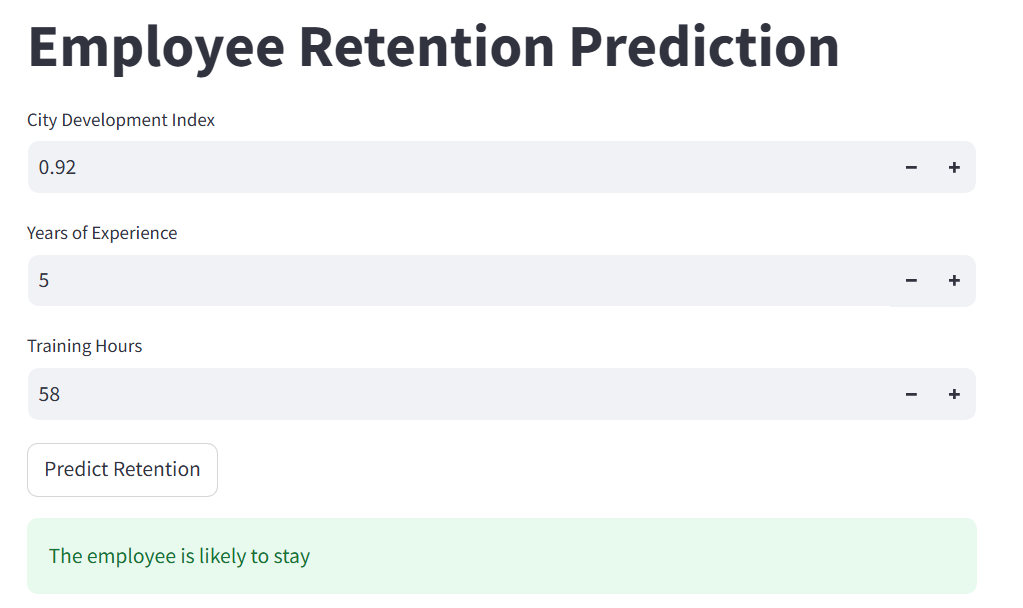 Employee Retention Prediction
City Development Index
0.92
Years of Experience
5
Training Hours
58
Predict Retention
The employee is likely to stay